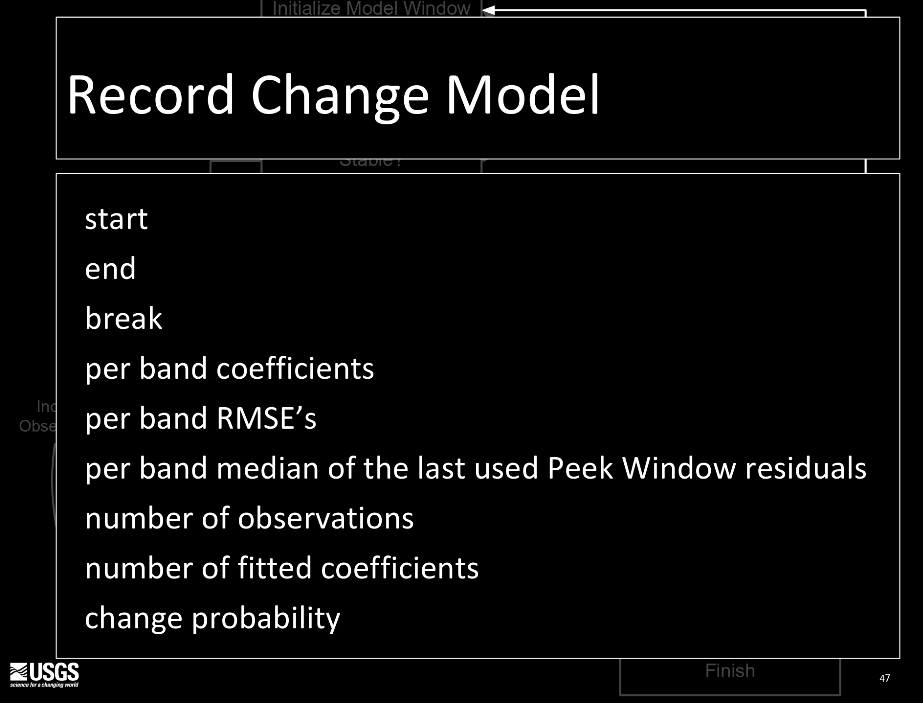 Initialize Model Window
Record Change Model
Stable?
start
end
break
per band coefficients
per band RMSE’s
per band median of the last used Peek Window residuals
number of observations
number of fitted coefficients
change probability
USGS
science for a changing world
Finish
47